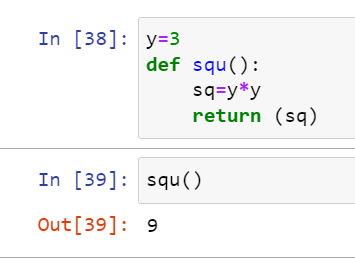 In [38]: y=3
def squ():
    sq=y*y
    return (sq)
In [39]: squ()
Out[39]: 9